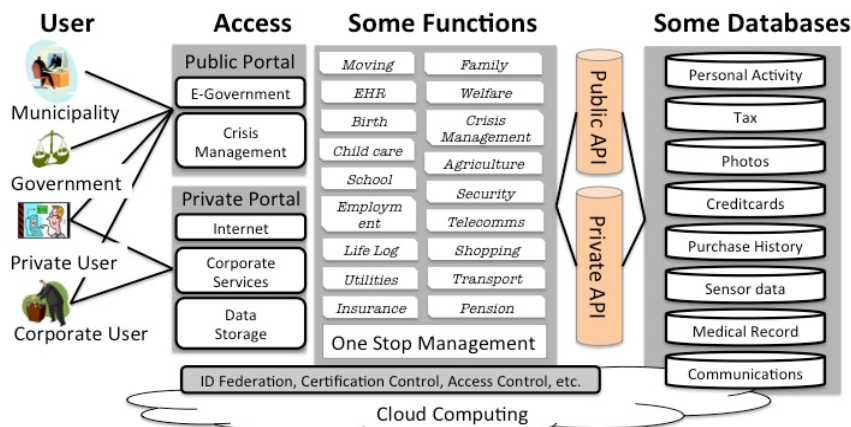 User
Access
Some Functions
Some Databases
Municipality
Government
Private User
Corporate User
Public Portal
E-Government
Crisis
Management
Private Portal
Internet
Corporate
Services
Data
Storage
Moving
EHR
Birth
Child care
School
Employm
ent
Life Log
Utilities
Insurance
Family
Welfare
Crisis
Management
Agriculture
Security
Telecomms
Shopping
Transport
Pension
One Stop Management
Public API
Private API
Personal Activity
Tax
Photos
Creditcards
Purchase History
Sensor data
Medical Record
Communications
ID Federation, Certification Control, Access Control, etc.
Cloud Computing